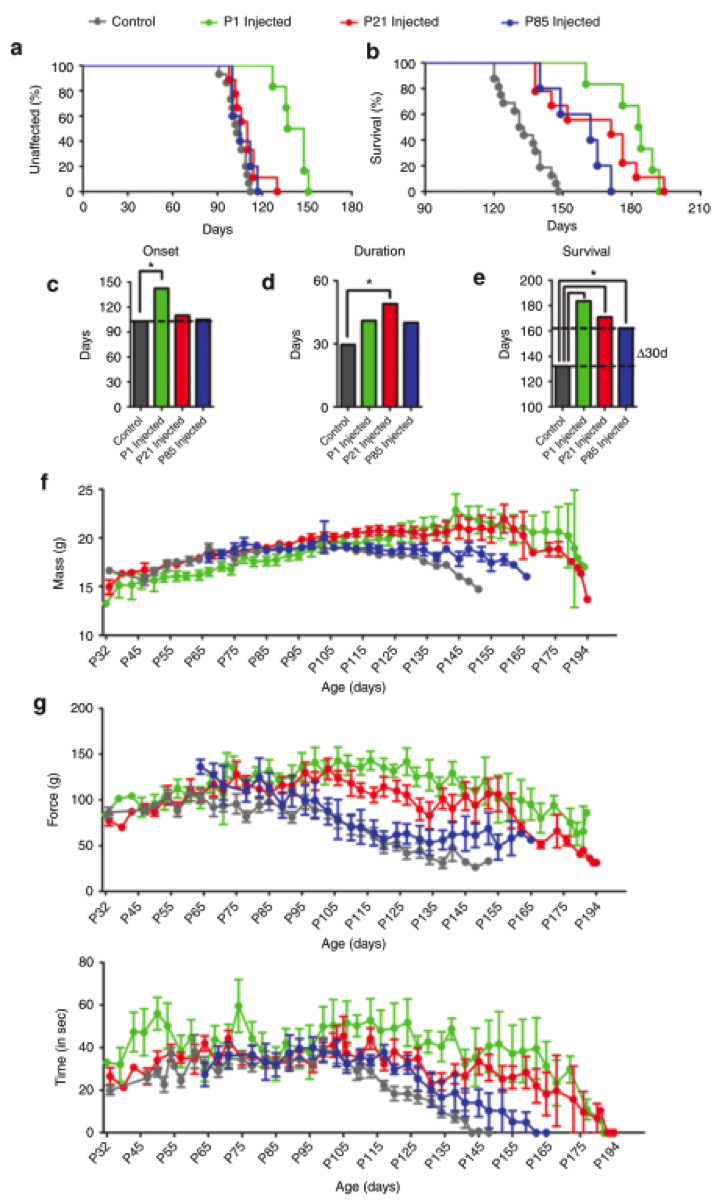 Control P1 Injected P21 Injected P85 Injected
a
100
80
60
40
20
0
Unaffected (%)
0 30 60 90 120 150 180
Days
b
100
80
60
40
20
0
Survival (%)
90 120 150 180 210
Days
c
Onset
*
150
120
90
60
30
0
Days
Control
P1 Injected
P21 Injected
P85 Injected
d
Duration
*
60
30
0
Days
Control
P1 Injected
P21 Injected
P85 Injected
e
Survival
*
200
180
160
140
120
100
Days
Δ30d
Control
P1 Injected
P21 Injected
P85 Injected
f
25
20
15
10
Mass (g)
P32 P45 P55 P65 P75 P85 P95 P105 P115 P125 P135 P145 P155 P165 P175 P194
Age (days)
g
200
150
100
50
0
Force (g)
P32 P45 P55 P65 P75 P85 P95 P105 P115 P125 P135 P145 P155 P165 P175 P194
Age (days)
80
60
40
20
0
Time (in sec)
P32 P45 P55 P65 P75 P85 P95 P105 P115 P125 P135 P145 P155 P165 P175 P194
Age (days)